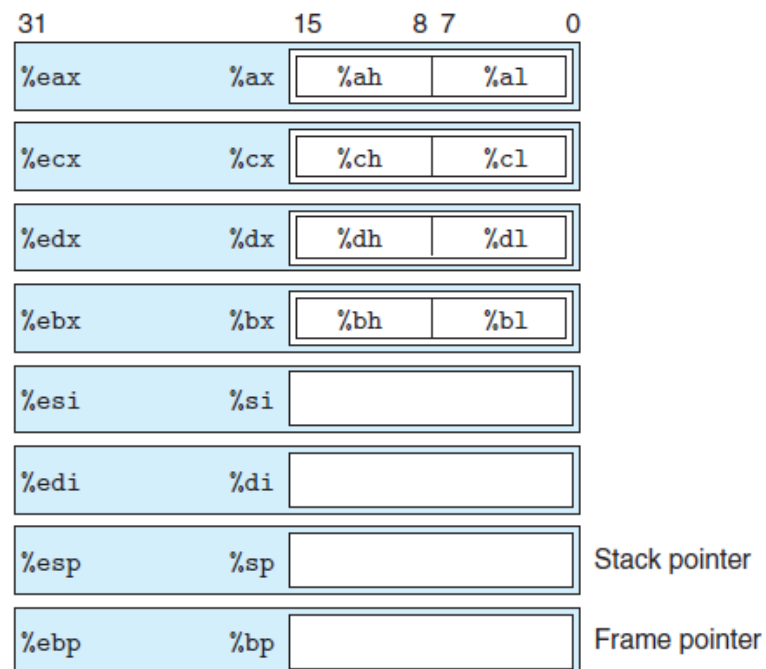 31 15 8 7 0
%eax %ax %ah %al
%ecx %cx %ch %cl
%edx %dx %dh %dl
%ebx %bx %bh %bl
%esi %si
%edi %di
%esp %sp Stack pointer
%ebp %bp Frame pointer